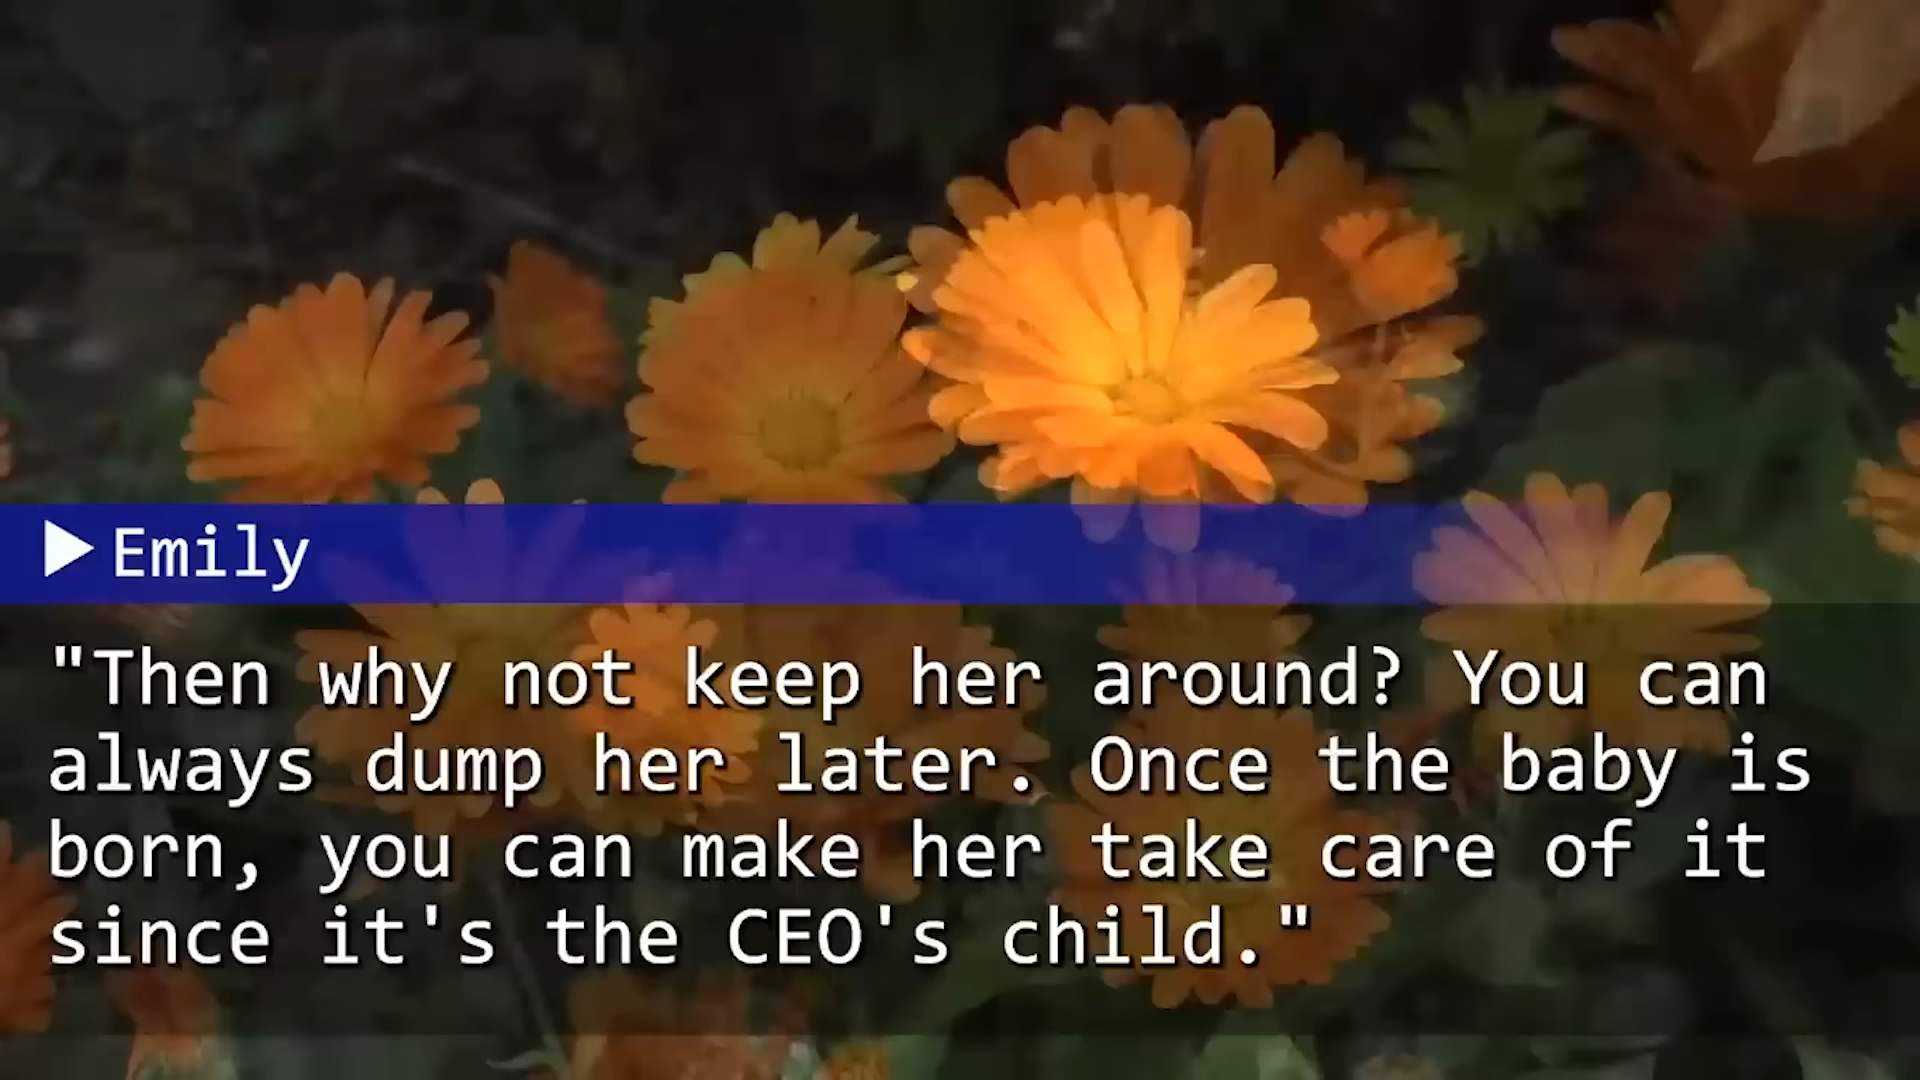 Emily
"Then why not keep her around? You can
always dump her later. Once the baby is
born, you can make her take care of it
since it's the CEO's child."